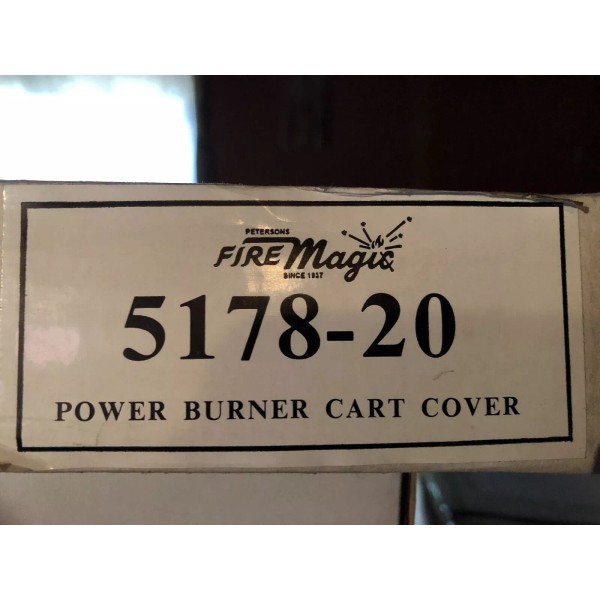 PETERSONS
FIRE Magic
SINCE 1937
5178-20
POWER BURNER CART COVER